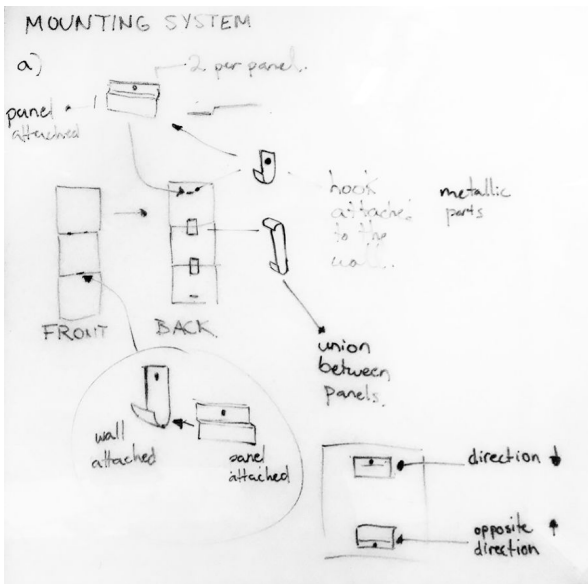 MOUNTING SYSTEM
a)
2 per panel.
panel
attached
hook
attached
to the
wall.
metallic
parts
FRONT
BACK
union
between
panels.
wall
attached
panel
attached
direction ↓
opposite ↑
direction